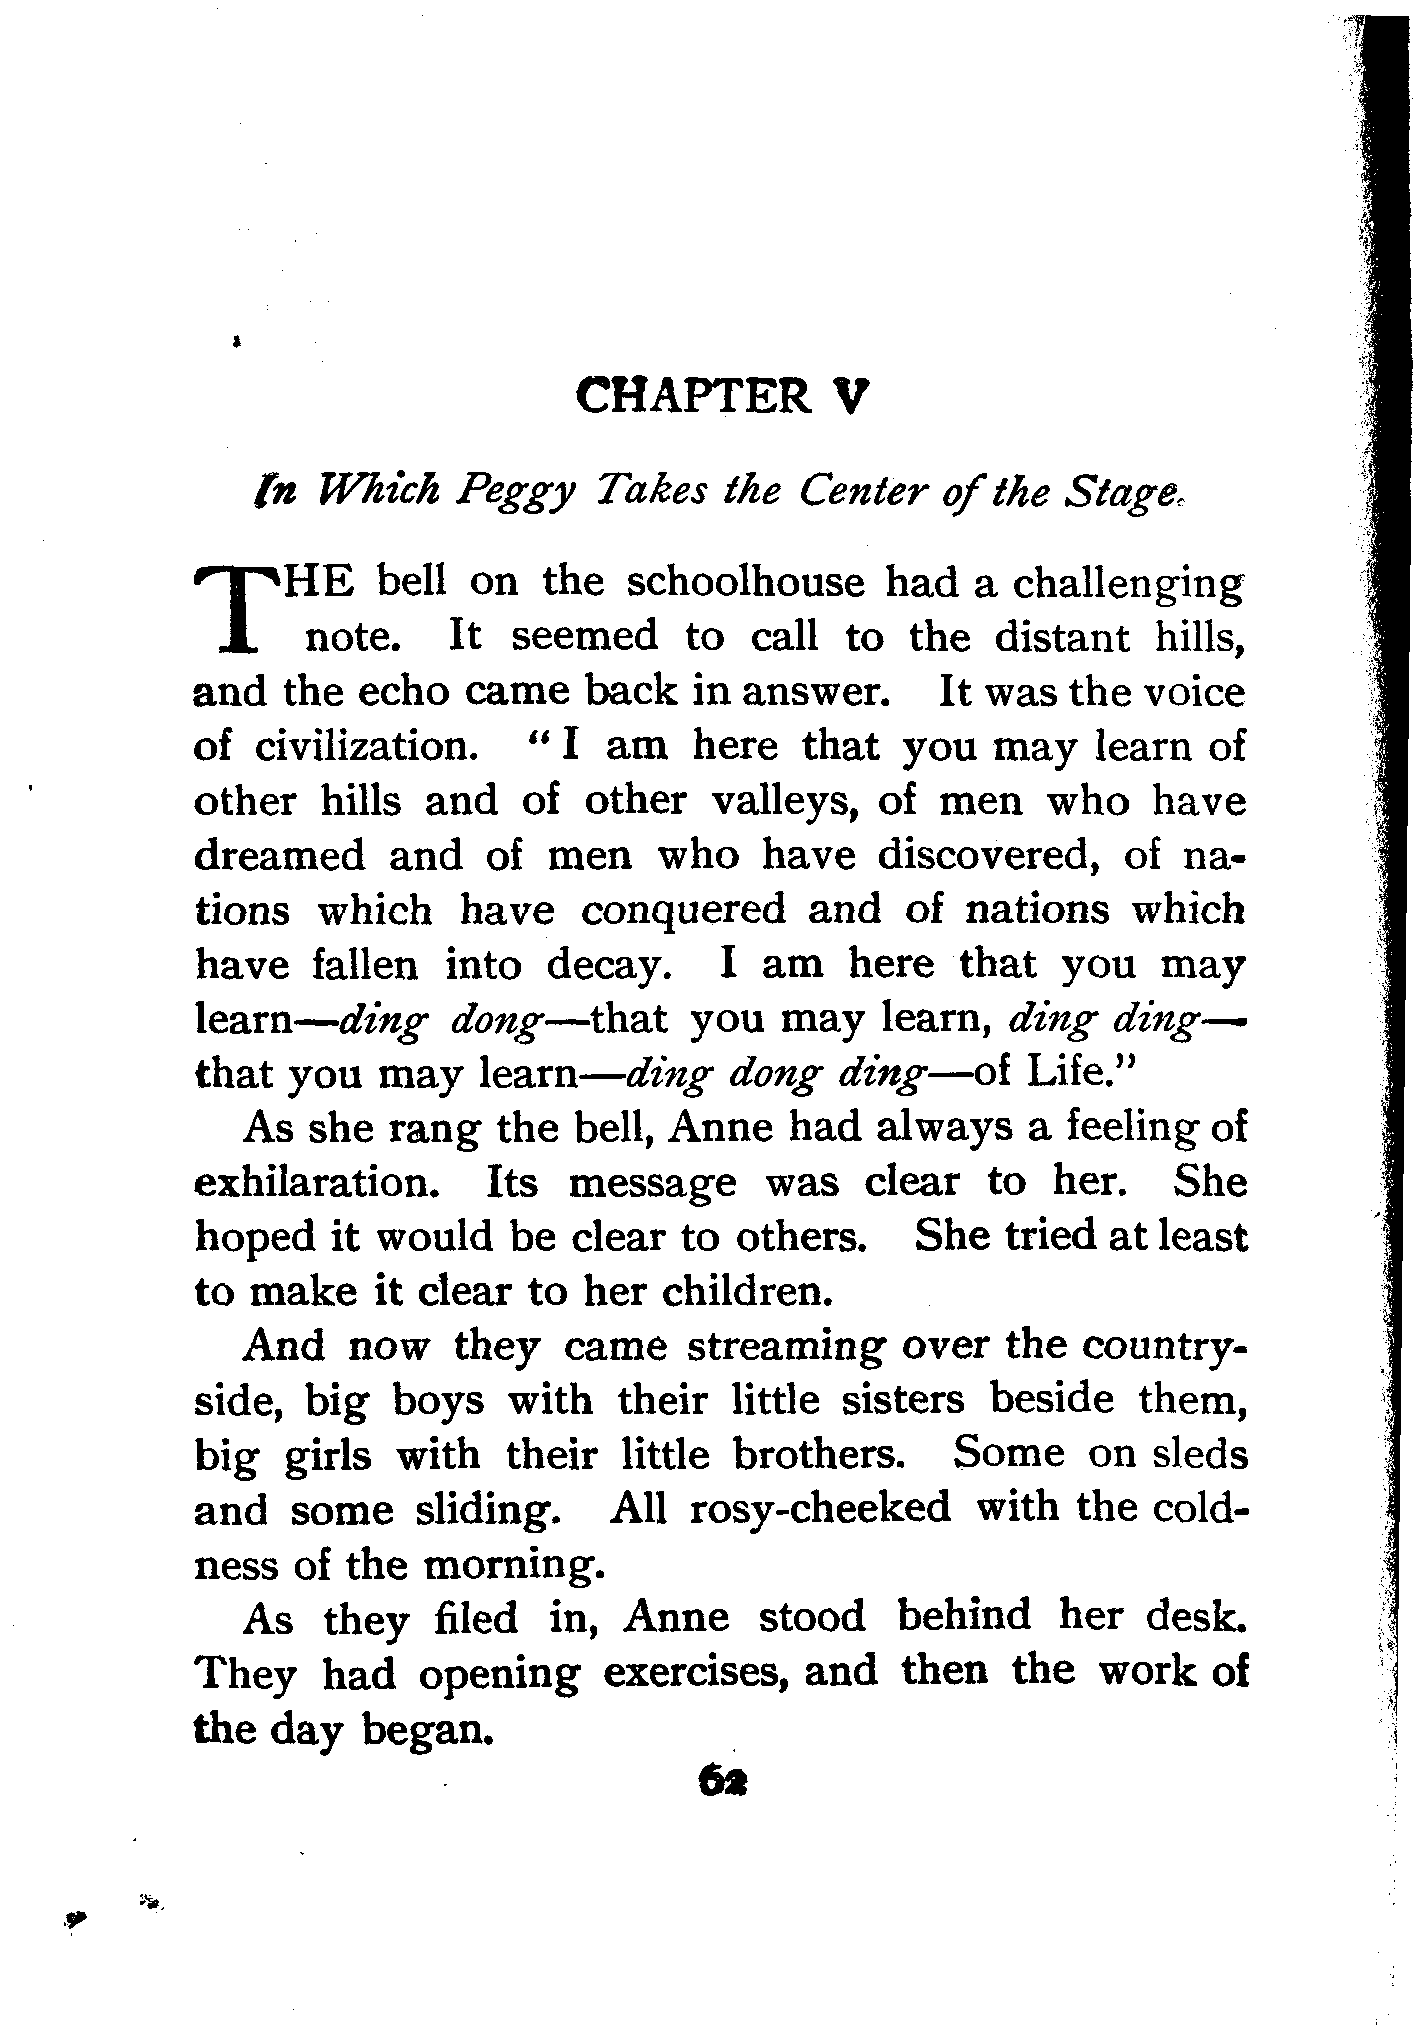 CHAPTER V
In Which Peggy Takes the Center of the Stage.
THE bell on the schoolhouse had a challenging
note. It seemed to call to the distant hills,
and the echo came back in answer. It was the voice
of civilization. “I am here that you may learn of
other hills and of other valleys, of men who have
dreamed and of men who have discovered, of na-
tions which have conquered and of nations which
have fallen into decay. I am here that you may
learn—ding dong—that you may learn, ding ding—
that you may learn—ding dong ding—of Life.”
As she rang the bell, Anne had always a feeling of
exhilaration. Its message was clear to her. She
hoped it would be clear to others. She tried at least
to make it clear to her children.
And now they came streaming over the country-
side, big boys with their little sisters beside them,
big girls with their little brothers. Some on sleds
and some sliding. All rosy-cheeked with the cold-
ness of the morning.
As they filed in, Anne stood behind her desk.
They had opening exercises, and then the work of
the day began.
62